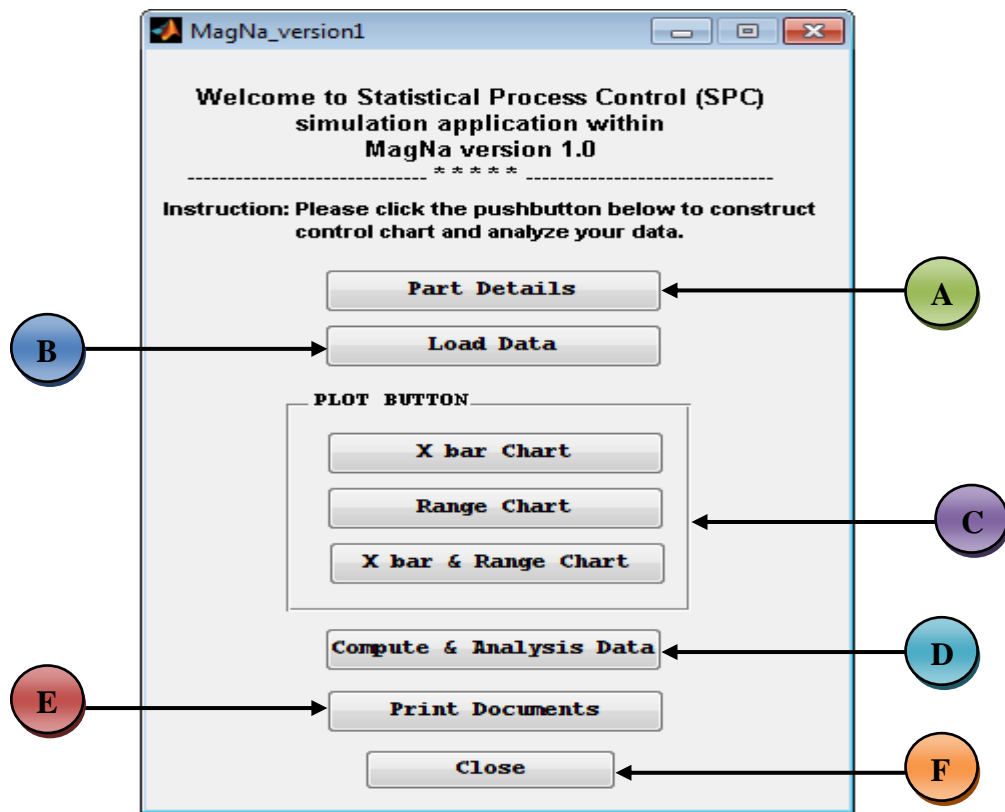 MagNa_version1
Welcome to Statistical Process Control (SPC)
simulation application within
MagNa version 1.0
------------------------------ * * * * * -------------------------------
Instruction: Please click the pushbutton below to construct
control chart and analyze your data.
Part Details
A
Load Data
B
PLOT BUTTON
X bar Chart
Range Chart
C
X bar & Range Chart
Compute & Analysis Data
D
E
Print Documents
Close
F